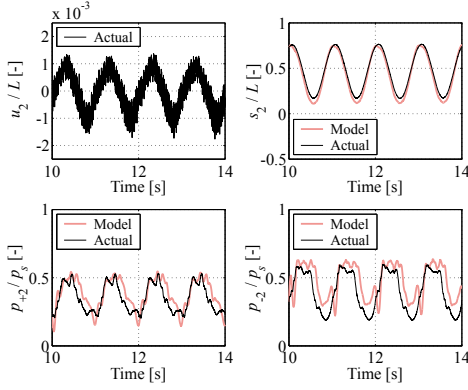 x 10⁻³
2
1
0
-1
-2
10 12 14
Time [s]
u₂ / L [-]
Actual
1
0.5
0
-0.5
10 12 14
Time [s]
s₂ / L [-]
Model
Actual
1
0.5
0
10 12 14
Time [s]
p₊₂ / pₛ [-]
Model
Actual
1
0.5
0
10 12 14
Time [s]
p₋₂ / pₛ [-]
Model
Actual